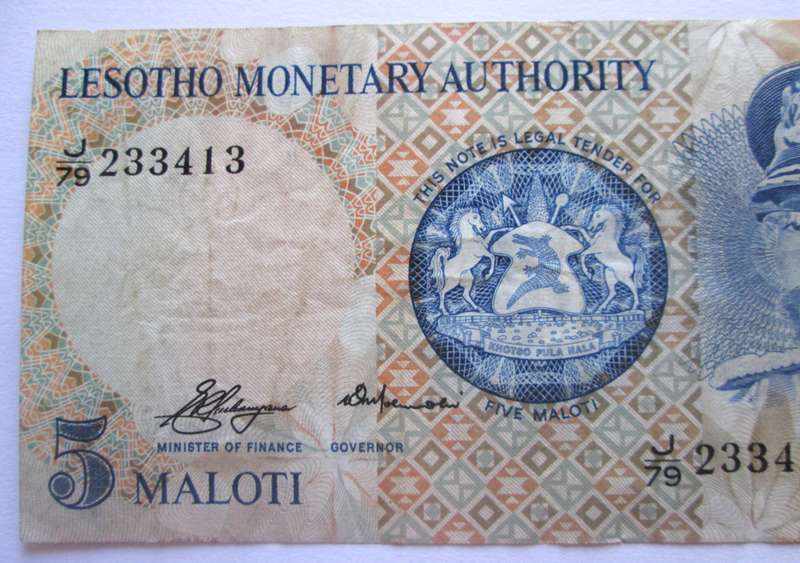 LESOTHO MONETARY AUTHORITY
J/79 233413
THIS NOTE IS LEGAL TENDER FOR
KHOTSO PULA NALA
FIVE MALOTI
MINISTER OF FINANCE GOVERNOR
J/79 2334
5 MALOTI